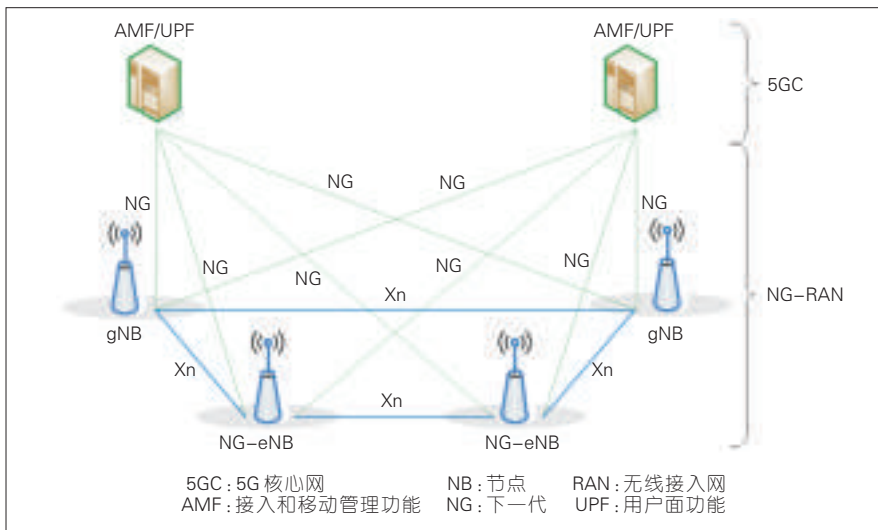 AMF/UPF AMF/UPF
5GC
NG NG
NG NG
NG NG NG NG
Xn
NG-RAN
gNB gNB
Xn Xn
Xn
NG-eNB NG-eNB
5GC:5G 核心网 NB:节点 RAN:无线接入网
AMF:接入和移动管理功能 NG:下一代 UPF:用户面功能